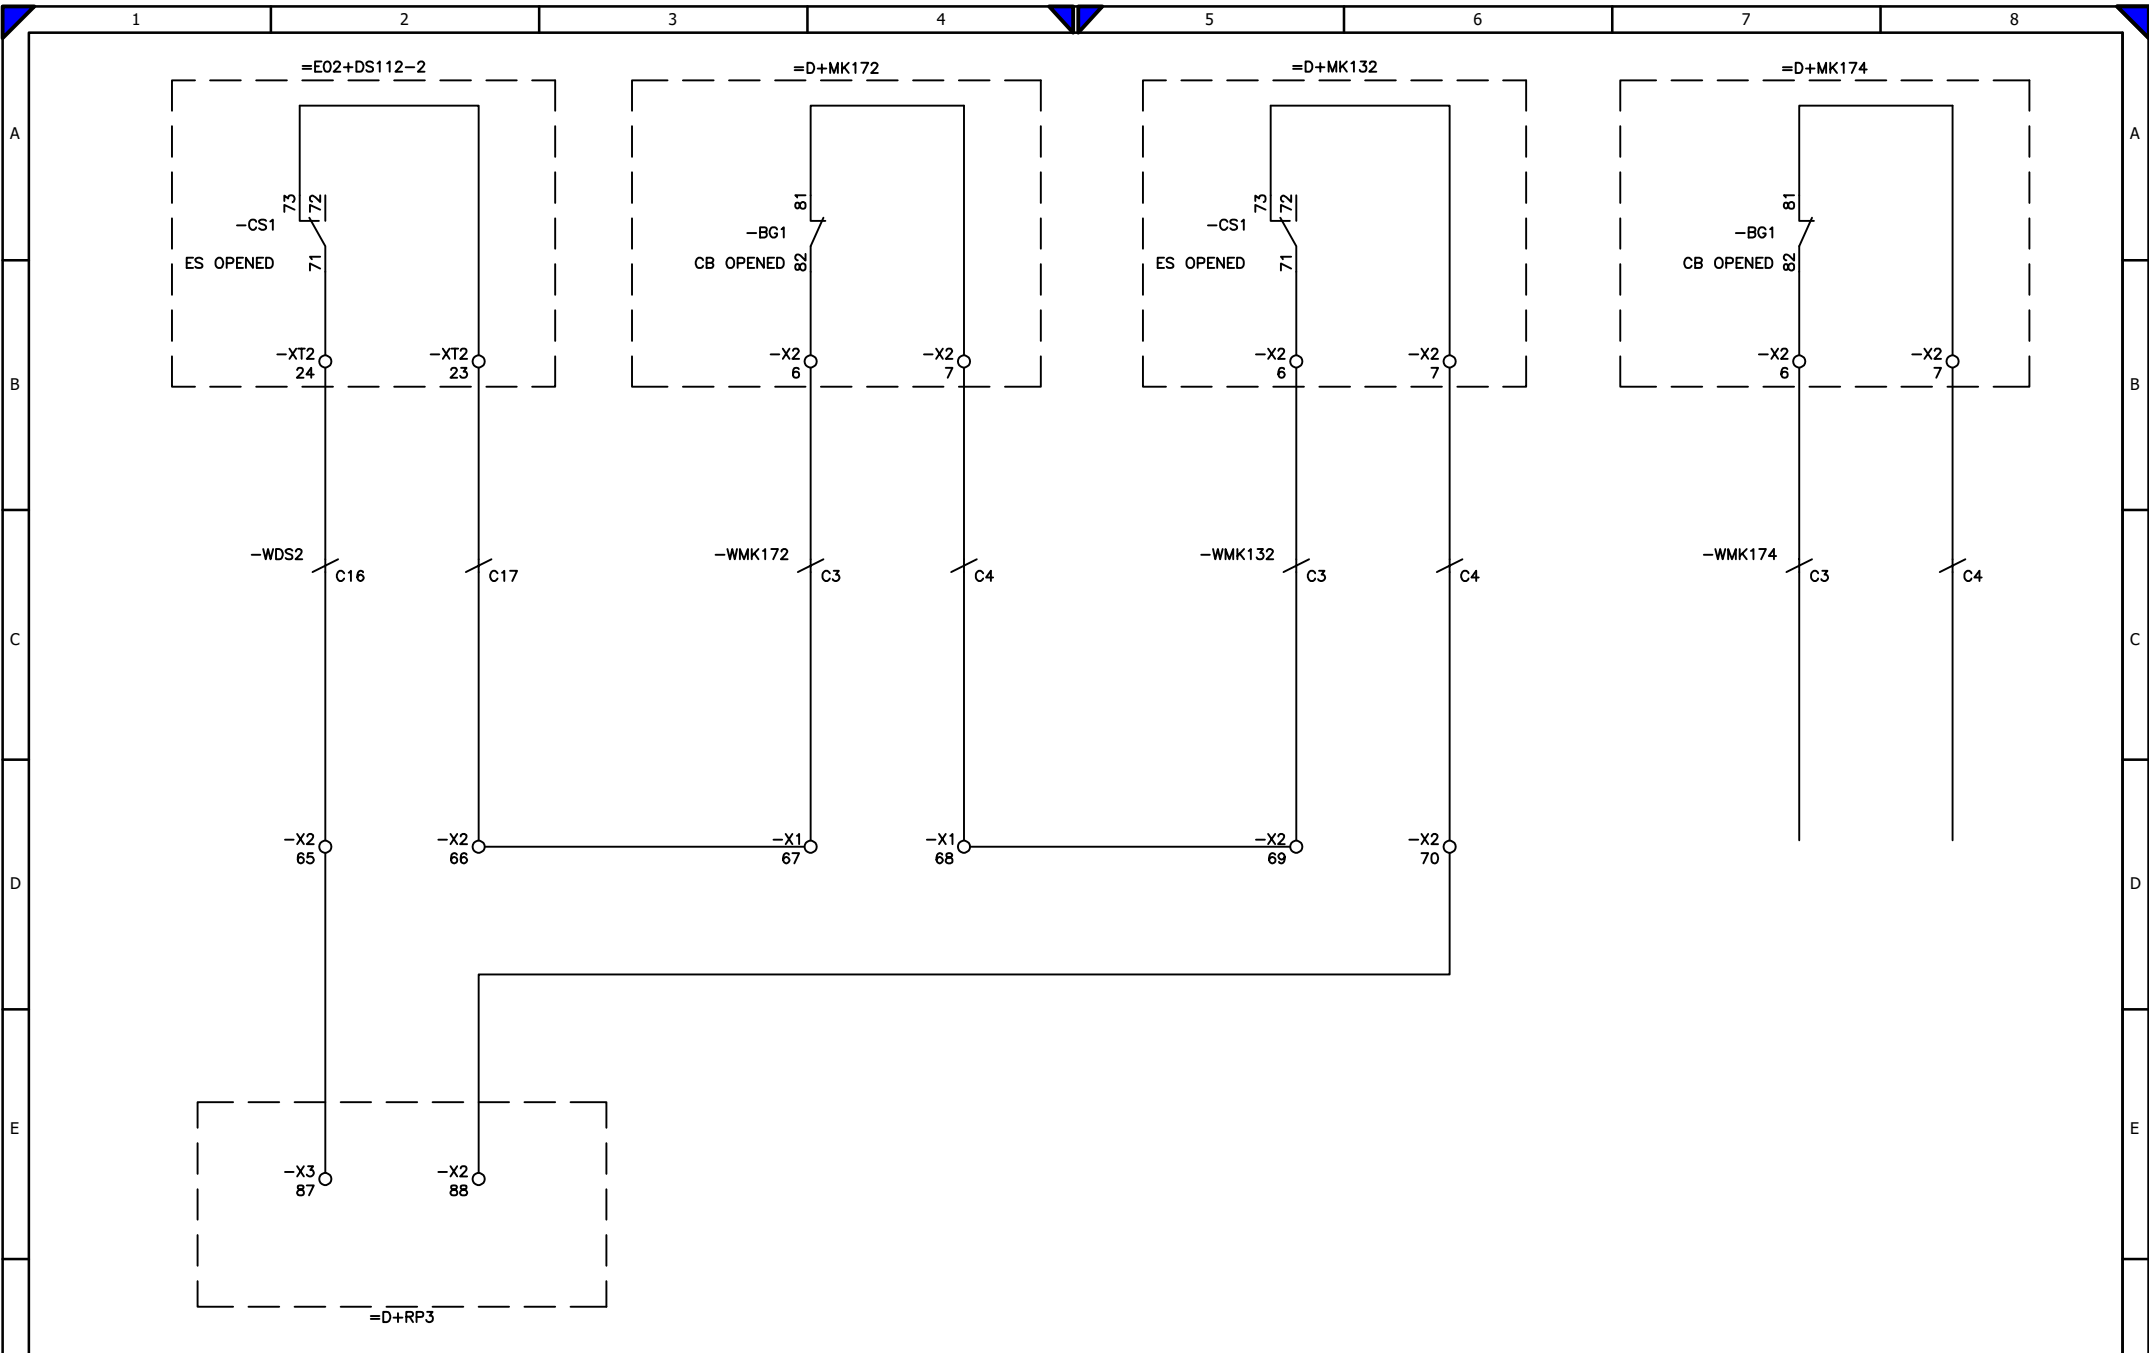 1 2 3 4 5 6 7 8
=E02+DS112-2 =D+MK172 =D+MK132 =D+MK174
A A
73 72 81 73 72 81
-CS1 -BG1 -CS1 -BG1
ES OPENED 71 CB OPENED 82 ES OPENED 71 CB OPENED 82
-XT2 -XT2 -X2 -X2 -X2 -X2 -X2 -X2
24 23 6 7 6 7 6 7
B B
-WDS2 -WMK172 -WMK132 -WMK174
C16 C17 C3 C4 C3 C4 C3 C4
C C
-X2 -X2 -X1 -X1 -X2 -X2
65 66 67 68 69 70
D D
E E
-X3 -X2
87 88
=D+RP3